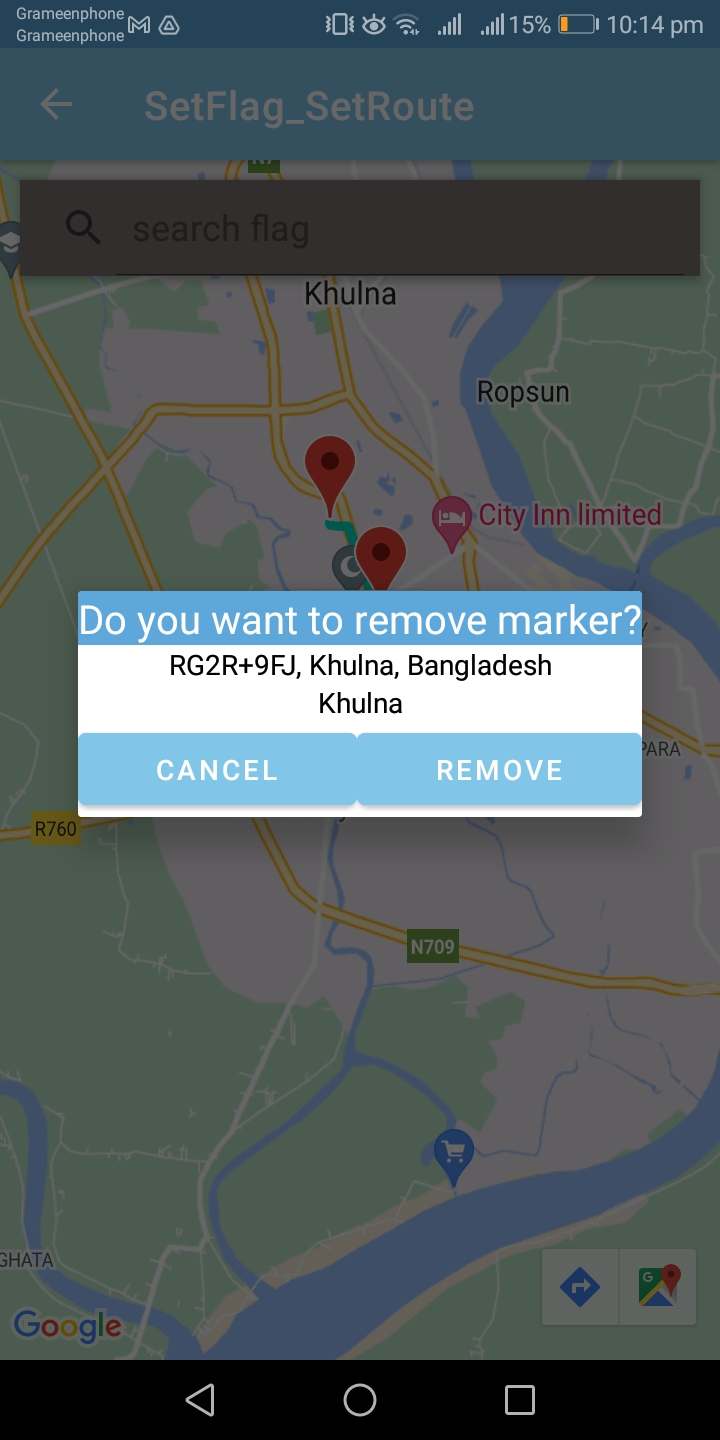 Grameenphone
Grameenphone
15% 10:14 pm
SetFlag_SetRoute
N7
search flag
Khulna
Ropsun
City Inn limited
Do you want to remove marker?
RG2R+9FJ, Khulna, Bangladesh
Khulna
PARA
CANCEL REMOVE
R760
N709
GHATA
Google